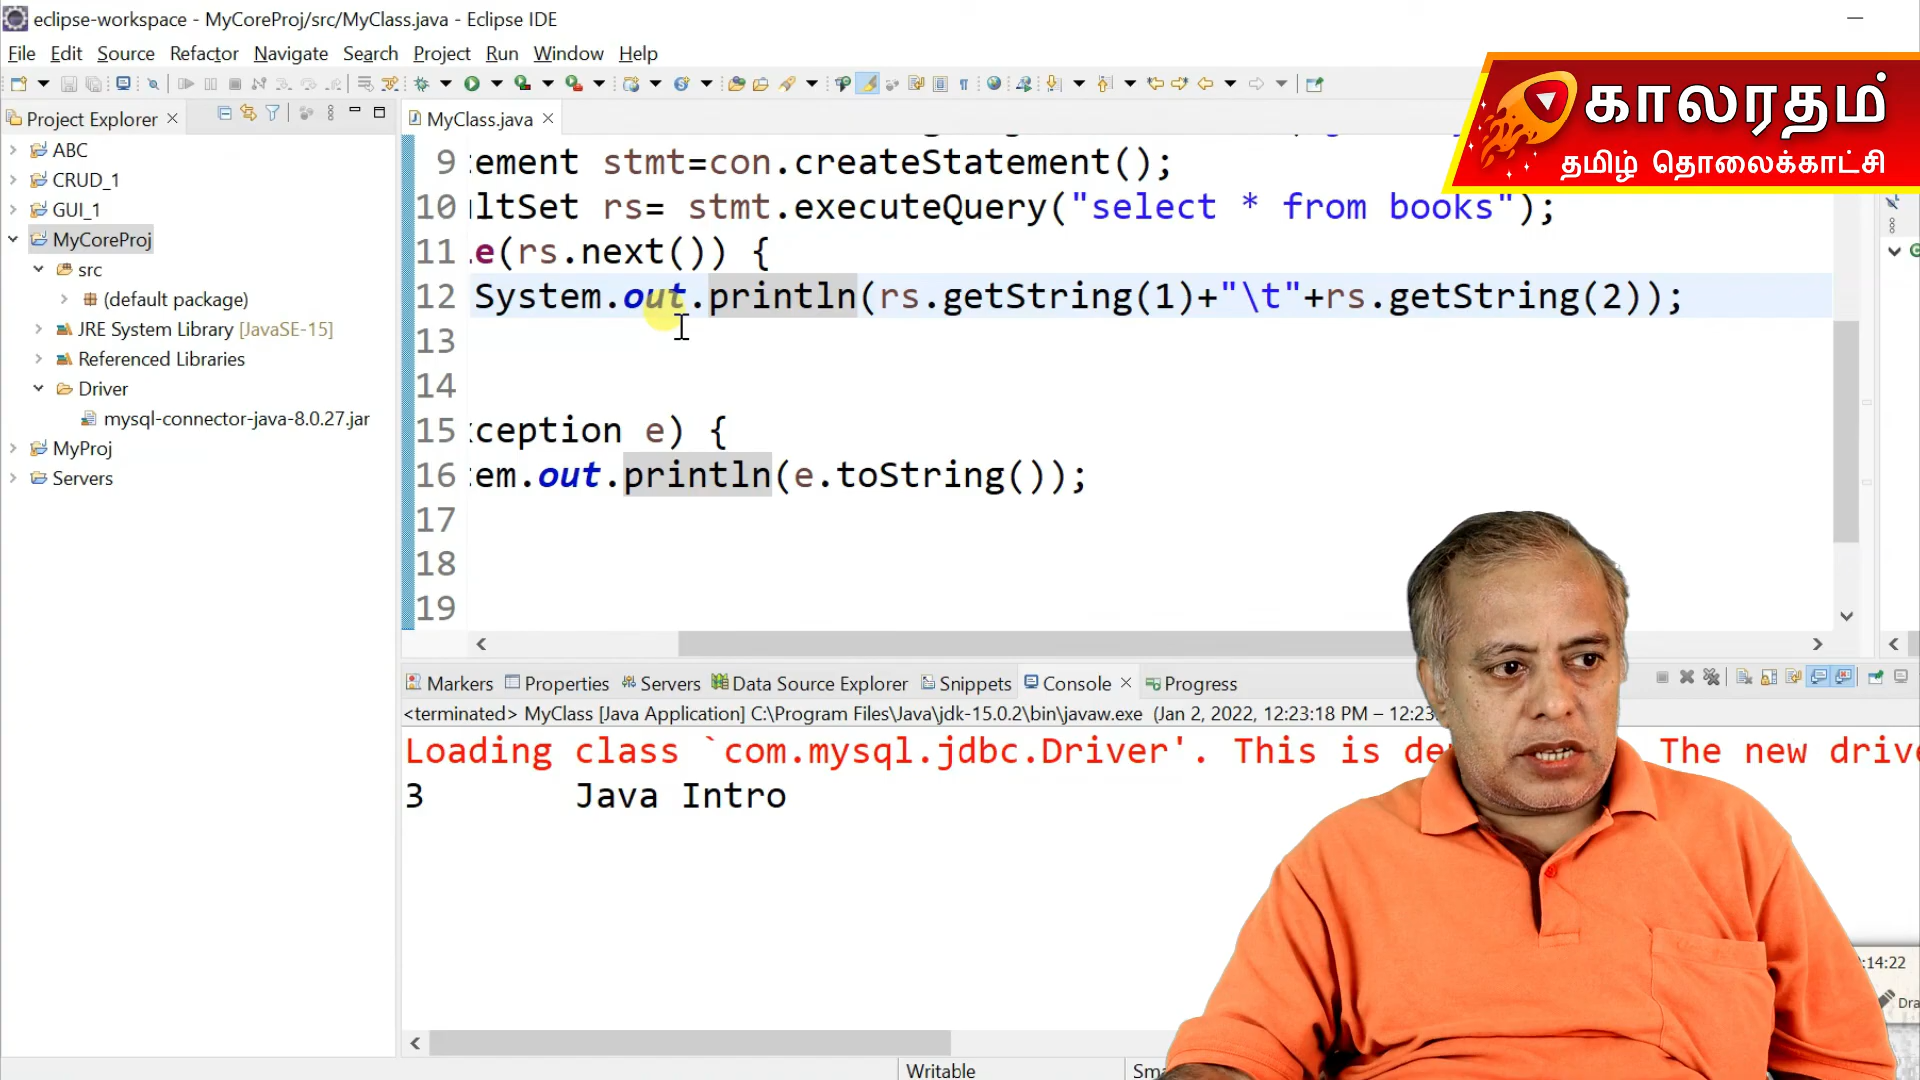 eclipse-workspace - MyCoreProj/src/MyClass.java - Eclipse IDE
File Edit Source Refactor Navigate Search Project Run Window Help
காலரதம்
தமிழ் தொலைக்காட்சி
Project Explorer
MyClass.java
ABC
CRUD_1
GUI_1
MyCoreProj
src
(default package)
JRE System Library [JavaSE-15]
Referenced Libraries
Driver
mysql-connector-java-8.0.27.jar
MyProj
Servers
9 tement stmt=con.createStatement();
10 ultSet rs= stmt.executeQuery("select * from books");
11 e(rs.next()) {
12 System.out.println(rs.getString(1)+"\t"+rs.getString(2));
13
14
15 ception e) {
16 tem.out.println(e.toString());
17
18
19
Markers Properties Servers Data Source Explorer Snippets Console Progress
<terminated> MyClass [Java Application] C:\Program Files\Java\jdk-15.0.2\bin\javaw.exe (Jan 2, 2022, 12:23:18 PM – 12:23:
Loading class `com.mysql.jdbc.Driver'. This is de The new drive
3 Java Intro
:14:22
Dra
Writable
Sma